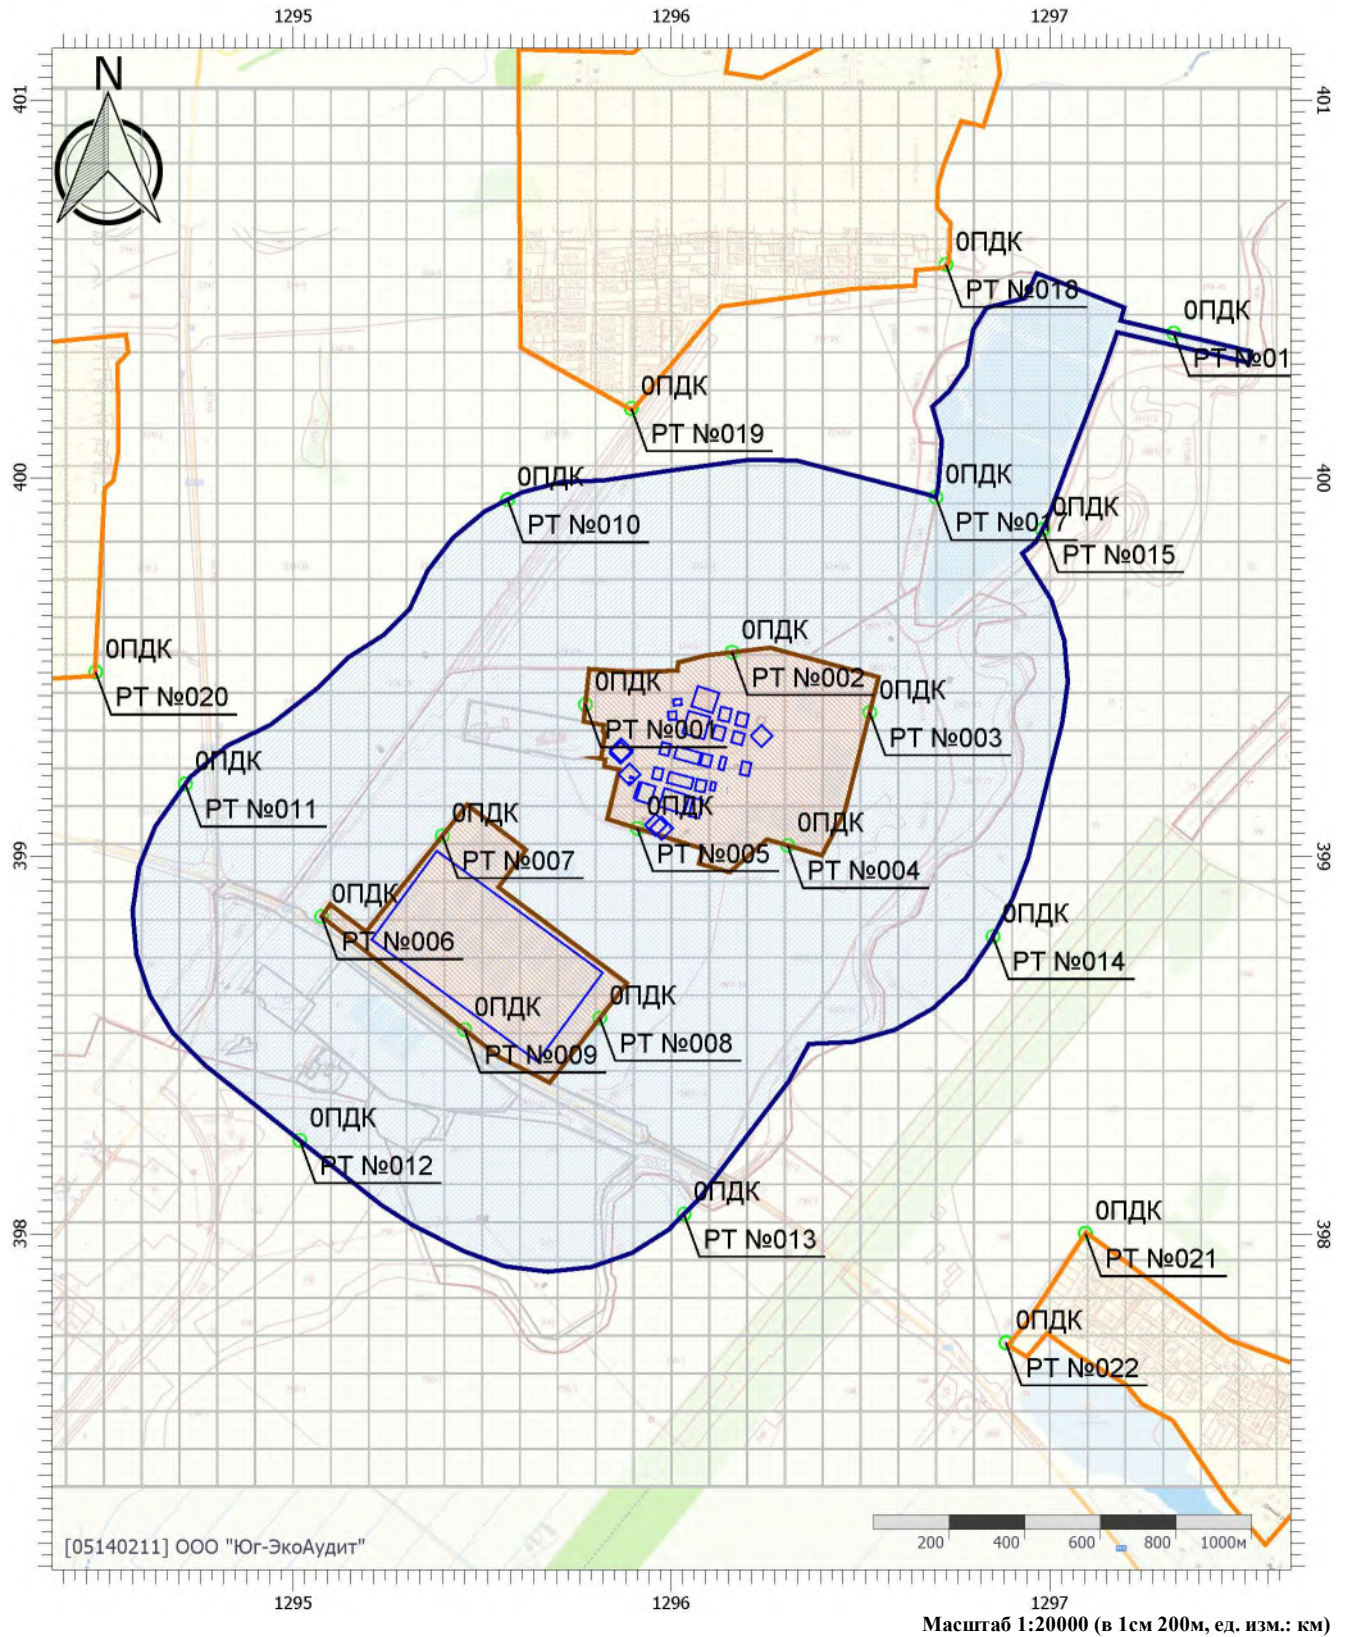 1295 1296 1297
401 401
N
0ПДК
РТ №018
0ПДК
РТ №01
0ПДК
РТ №019
400 400
0ПДК
РТ №010
0ПДК
РТ №017
0ПДК
РТ №015
0ПДК
РТ №020
0ПДК
РТ №002
0ПДК
РТ №001
0ПДК
РТ №003
0ПДК
РТ №011
0ПДК
РТ №005
0ПДК
РТ №004
399 399
0ПДК
РТ №007
0ПДК
РТ №006
0ПДК
РТ №014
0ПДК
РТ №008
0ПДК
РТ №009
0ПДК
РТ №012
0ПДК
РТ №013
398 398
0ПДК
РТ №021
0ПДК
РТ №022
200 400 600 800 1000м
[05140211] ООО "Юг-ЭкоАудит"
1295 1296 1297
Масштаб 1:20000 (в 1см 200м, ед. изм.: км)